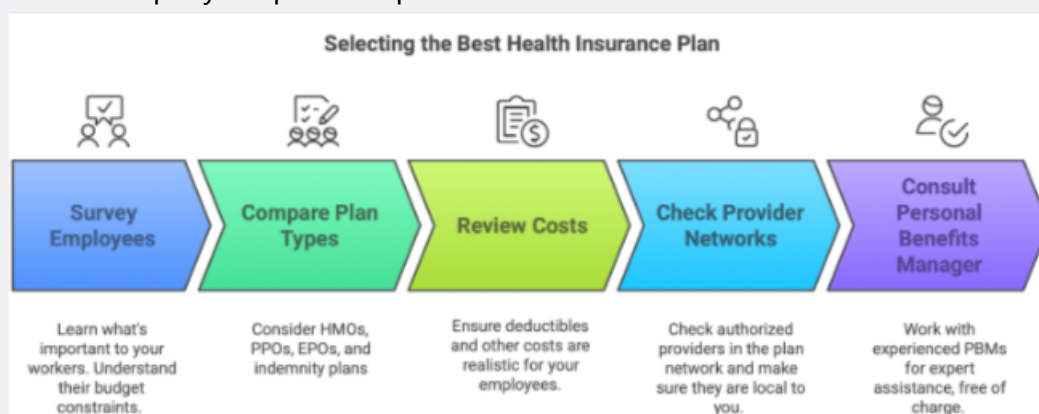 Selecting the Best Health Insurance Plan
Survey
Employees
Compare Plan
Types
Review Costs
Check Provider
Networks
Consult
Personal
Benefits
Manager
Learn what's
important to your
workers. Understand
their budget
constraints.
Consider HMOs,
PPOs, EPOs, and
indemnity plans
Ensure deductibles
and other costs are
realistic for your
employees.
Check authorized
providers in the plan
network and make
sure they are local to
you.
Work with
experienced PBMs
for expert
assistance, free of
charge.